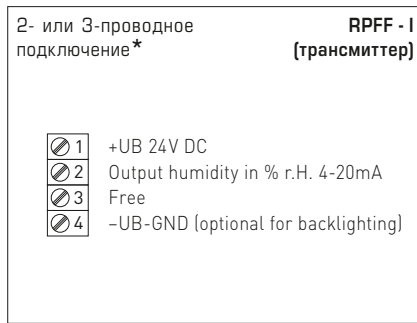 2- или 3-проводное
подключение*
RPFF - I
(трансмиттер)
1 +UB 24V DC
2 Output humidity in % r.H. 4-20mA
3 Free
4 –UB-GND (optional for backlighting)